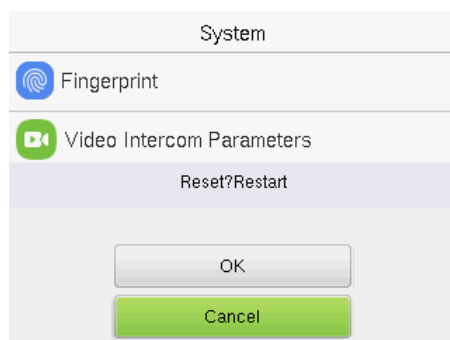 System
Fingerprint
Video Intercom Parameters
Reset?Restart
OK
Cancel